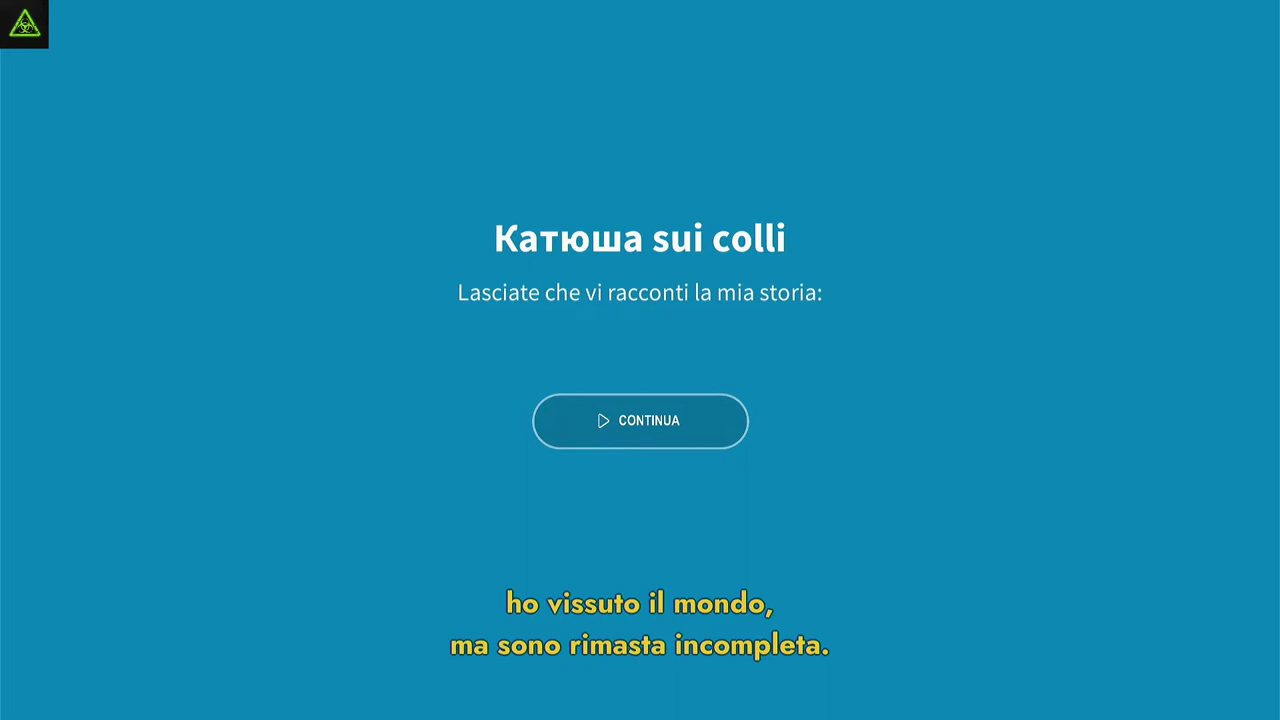 Катюша sui colli
Lasciate che vi racconti la mia storia:
CONTINUA
ho vissuto il mondo,
ma sono rimasta incompleta.